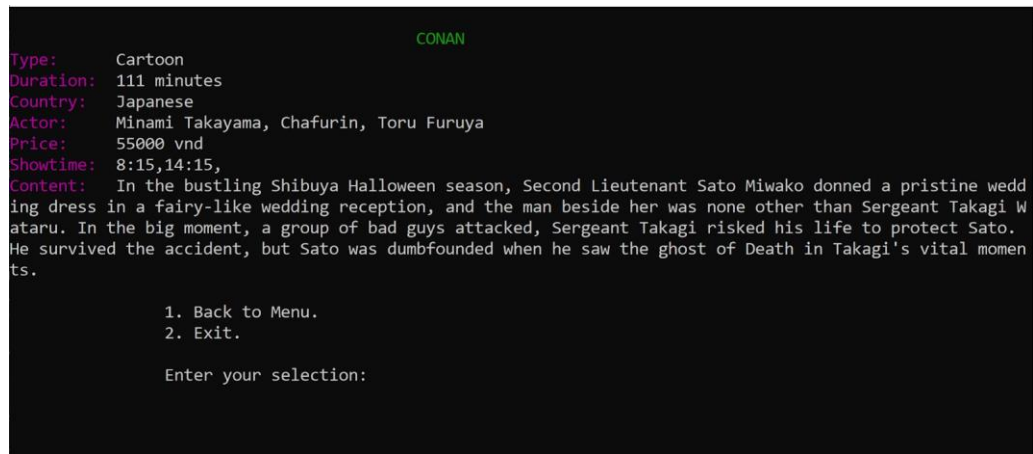 CONAN
Type: Cartoon
Duration: 111 minutes
Country: Japanese
Actor: Minami Takayama, Chafurin, Toru Furuya
Price: 55000 vnd
Showtime: 8:15,14:15,
Content: In the bustling Shibuya Halloween season, Second Lieutenant Sato Miwako donned a pristine wedd
ing dress in a fairy-like wedding reception, and the man beside her was none other than Sergeant Takagi W
ataru. In the big moment, a group of bad guys attacked, Sergeant Takagi risked his life to protect Sato.
He survived the accident, but Sato was dumbfounded when he saw the ghost of Death in Takagi's vital momen
ts.
1. Back to Menu.
2. Exit.
Enter your selection: